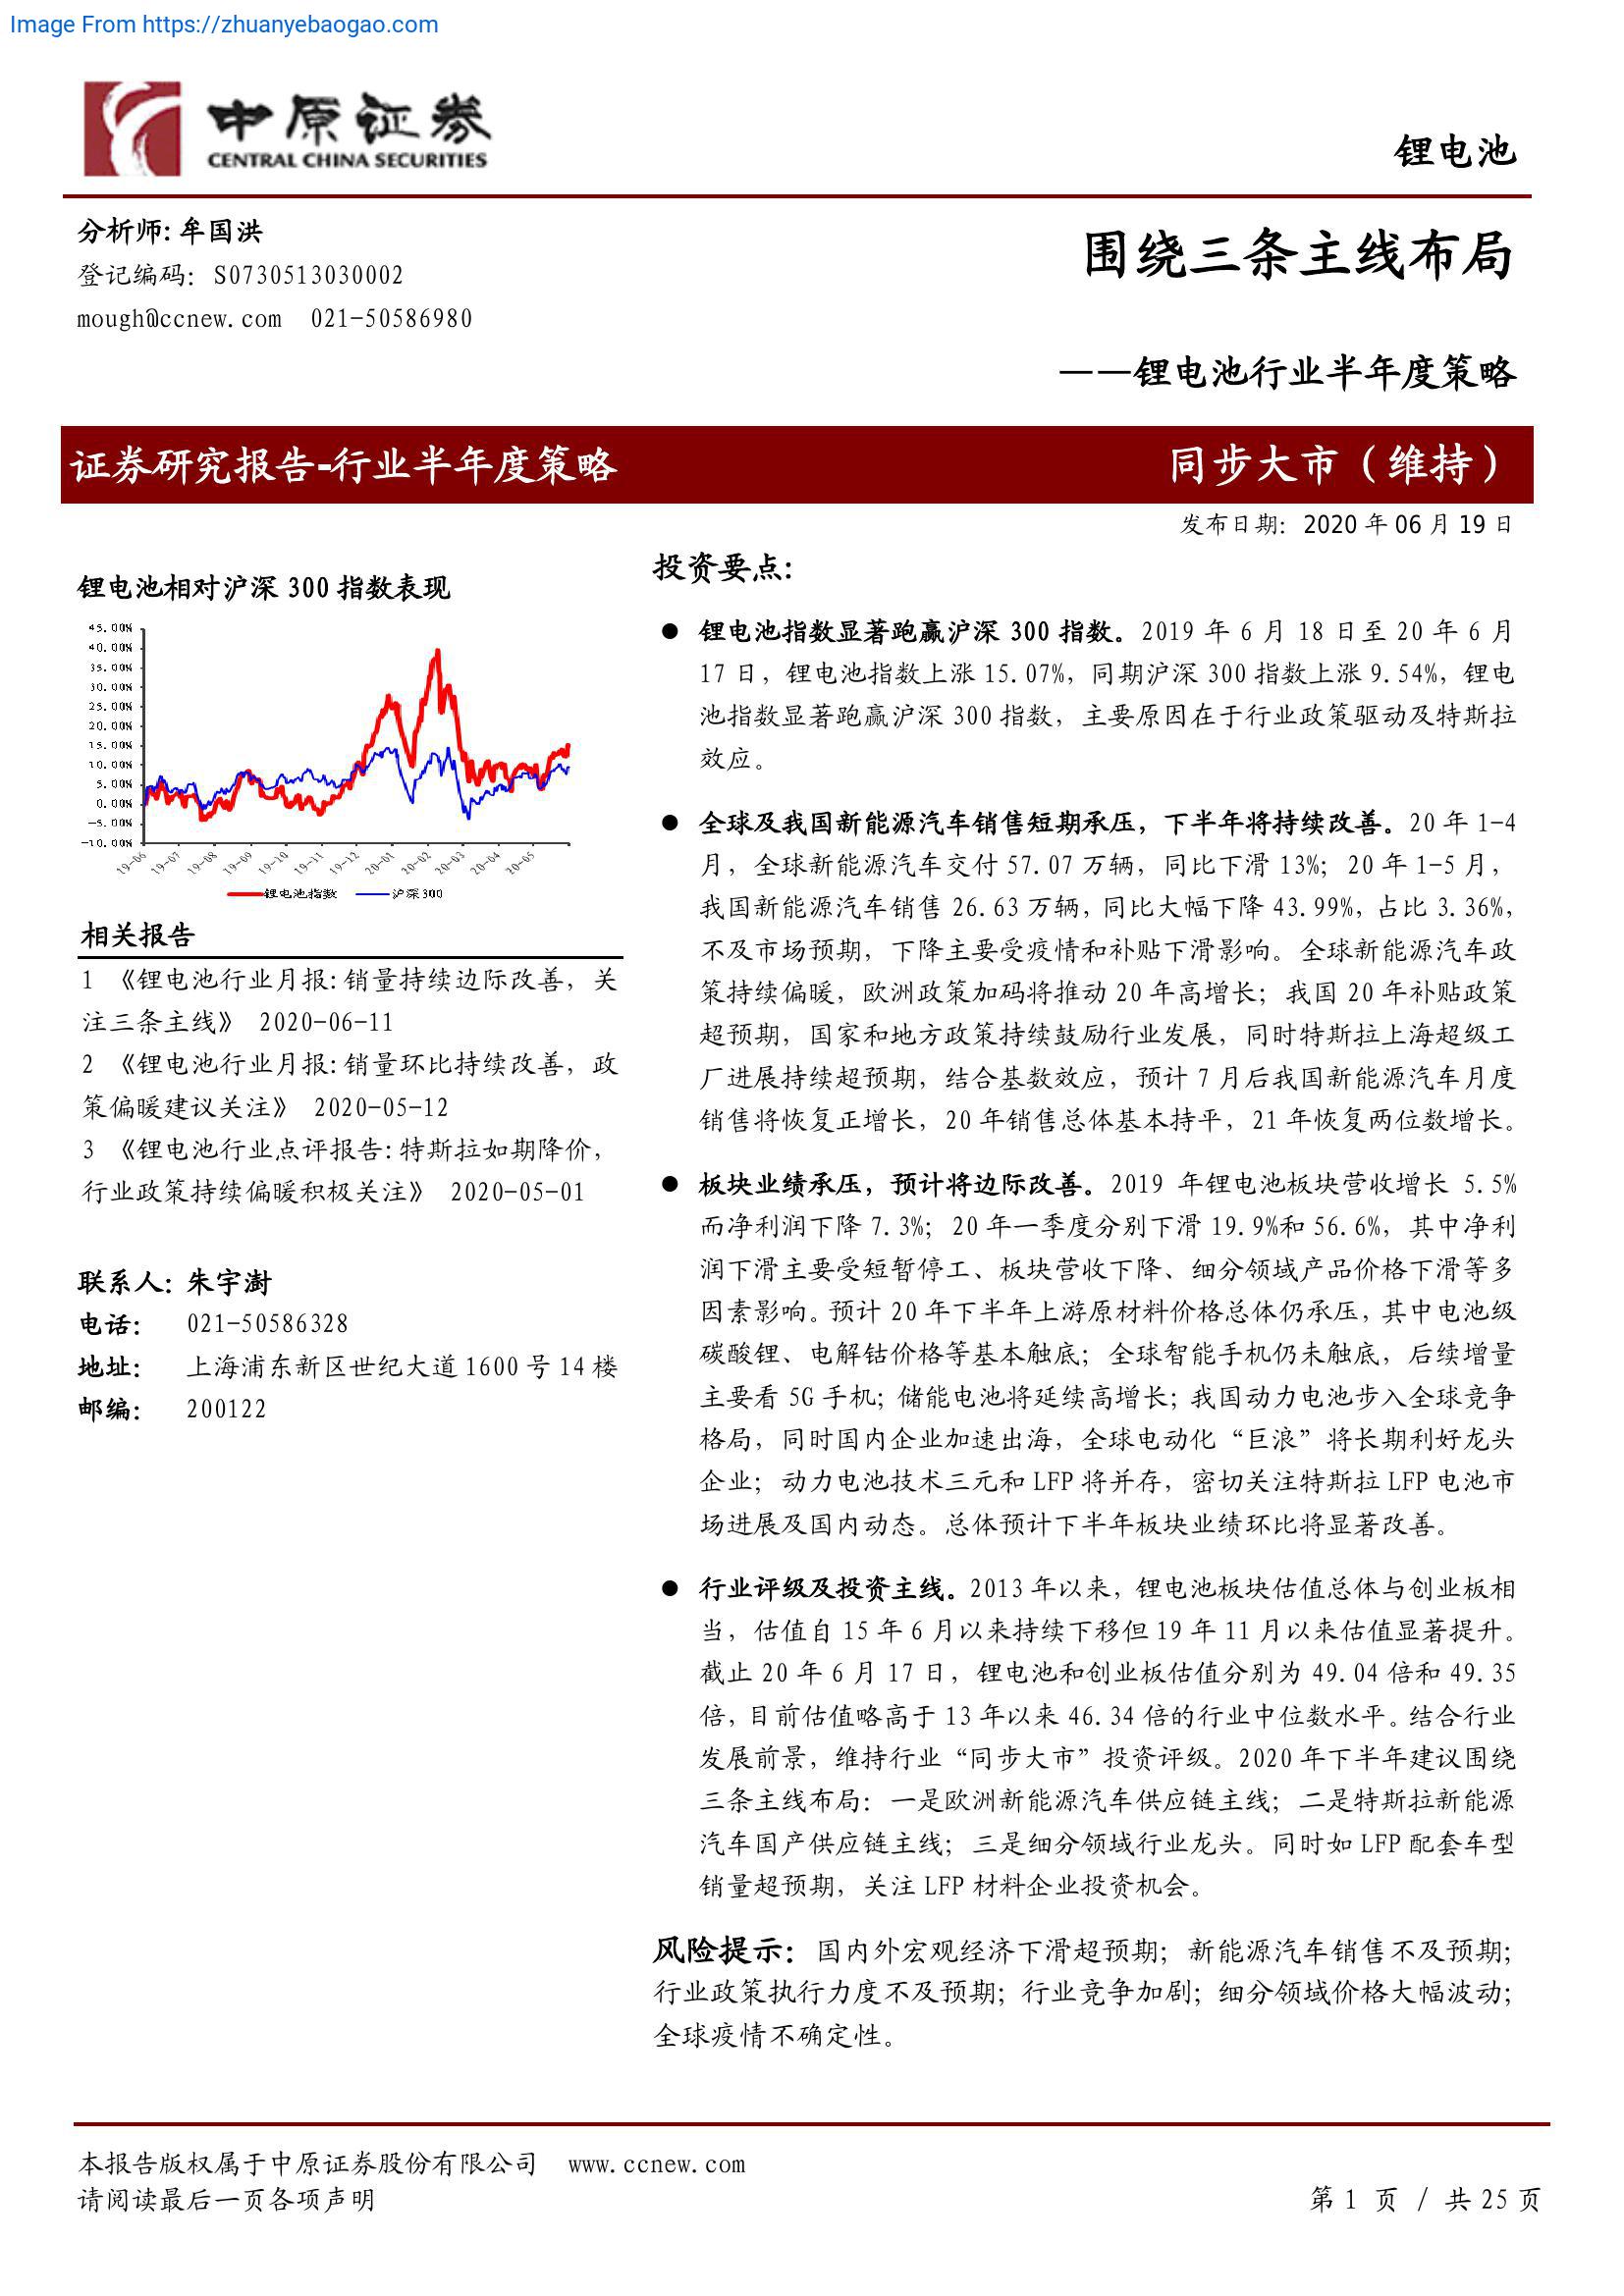 Image From https://zhuanyebaogao.com
中原证券
CENTRAL CHINA SECURITIES
锂电池
分析师:牟国洪
登记编码: S0730513030002
mough@ccnew.com 021-50586980
围绕三条主线布局
——锂电池行业半年度策略
证券研究报告-行业半年度策略
同步大市（维持）
发布日期: 2020 年 06 月 19 日
锂电池相对沪深 300 指数表现
45.00%
40.00%
35.00%
30.00%
25.00%
20.00%
15.00%
10.00%
5.00%
0.00%
-5.00%
-10.00%
19-06 19-07 19-08 19-09 19-10 19-11 19-12 20-01 20-02 20-03 20-04 20-05
锂电池指数 沪深300
相关报告
1 《锂电池行业月报:销量持续边际改善，关
注三条主线》 2020-06-11
2 《锂电池行业月报:销量环比持续改善，政
策偏暖建议关注》 2020-05-12
3 《锂电池行业点评报告:特斯拉如期降价，
行业政策持续偏暖积极关注》 2020-05-01
联系人: 朱宇澍
电话: 021-50586328
地址: 上海浦东新区世纪大道 1600 号 14 楼
邮编: 200122
投资要点:
● 锂电池指数显著跑赢沪深 300 指数。2019 年 6 月 18 日至 20 年 6 月
17 日，锂电池指数上涨 15.07%，同期沪深 300 指数上涨 9.54%，锂电
池指数显著跑赢沪深 300 指数，主要原因在于行业政策驱动及特斯拉
效应。
● 全球及我国新能源汽车销售短期承压，下半年将持续改善。20 年 1-4
月，全球新能源汽车交付 57.07 万辆，同比下滑 13%；20 年 1-5 月，
我国新能源汽车销售 26.63 万辆，同比大幅下降 43.99%，占比 3.36%，
不及市场预期，下降主要受疫情和补贴下滑影响。全球新能源汽车政
策持续偏暖，欧洲政策加码将推动 20 年高增长；我国 20 年补贴政策
超预期，国家和地方政策持续鼓励行业发展，同时特斯拉上海超级工
厂进展持续超预期，结合基数效应，预计 7 月后我国新能源汽车月度
销售将恢复正增长，20 年销售总体基本持平，21 年恢复两位数增长。
● 板块业绩承压，预计将边际改善。2019 年锂电池板块营收增长 5.5%
而净利润下降 7.3%；20 年一季度分别下滑 19.9%和 56.6%，其中净利
润下滑主要受短暂停工、板块营收下降、细分领域产品价格下滑等多
因素影响。预计 20 年下半年上游原材料价格总体仍承压，其中电池级
碳酸锂、电解钴价格等基本触底；全球智能手机仍未触底，后续增量
主要看 5G 手机；储能电池将延续高增长；我国动力电池步入全球竞争
格局，同时国内企业加速出海，全球电动化“巨浪”将长期利好龙头
企业；动力电池技术三元和 LFP 将并存，密切关注特斯拉 LFP 电池市
场进展及国内动态。总体预计下半年板块业绩环比将显著改善。
● 行业评级及投资主线。2013 年以来，锂电池板块估值总体与创业板相
当，估值自 15 年 6 月以来持续下移但 19 年 11 月以来估值显著提升。
截止 20 年 6 月 17 日，锂电池和创业板估值分别为 49.04 倍和 49.35
倍，目前估值略高于 13 年以来 46.34 倍的行业中位数水平。结合行业
发展前景，维持行业“同步大市”投资评级。2020 年下半年建议围绕
三条主线布局：一是欧洲新能源汽车供应链主线；二是特斯拉新能源
汽车国产供应链主线；三是细分领域行业龙头。同时如 LFP 配套车型
销量超预期，关注 LFP 材料企业投资机会。
风险提示：国内外宏观经济下滑超预期；新能源汽车销售不及预期；
行业政策执行力度不及预期；行业竞争加剧；细分领域价格大幅波动；
全球疫情不确定性。
本报告版权属于中原证券股份有限公司 www.ccnew.com
请阅读最后一页各项声明
第 1 页 / 共 25 页